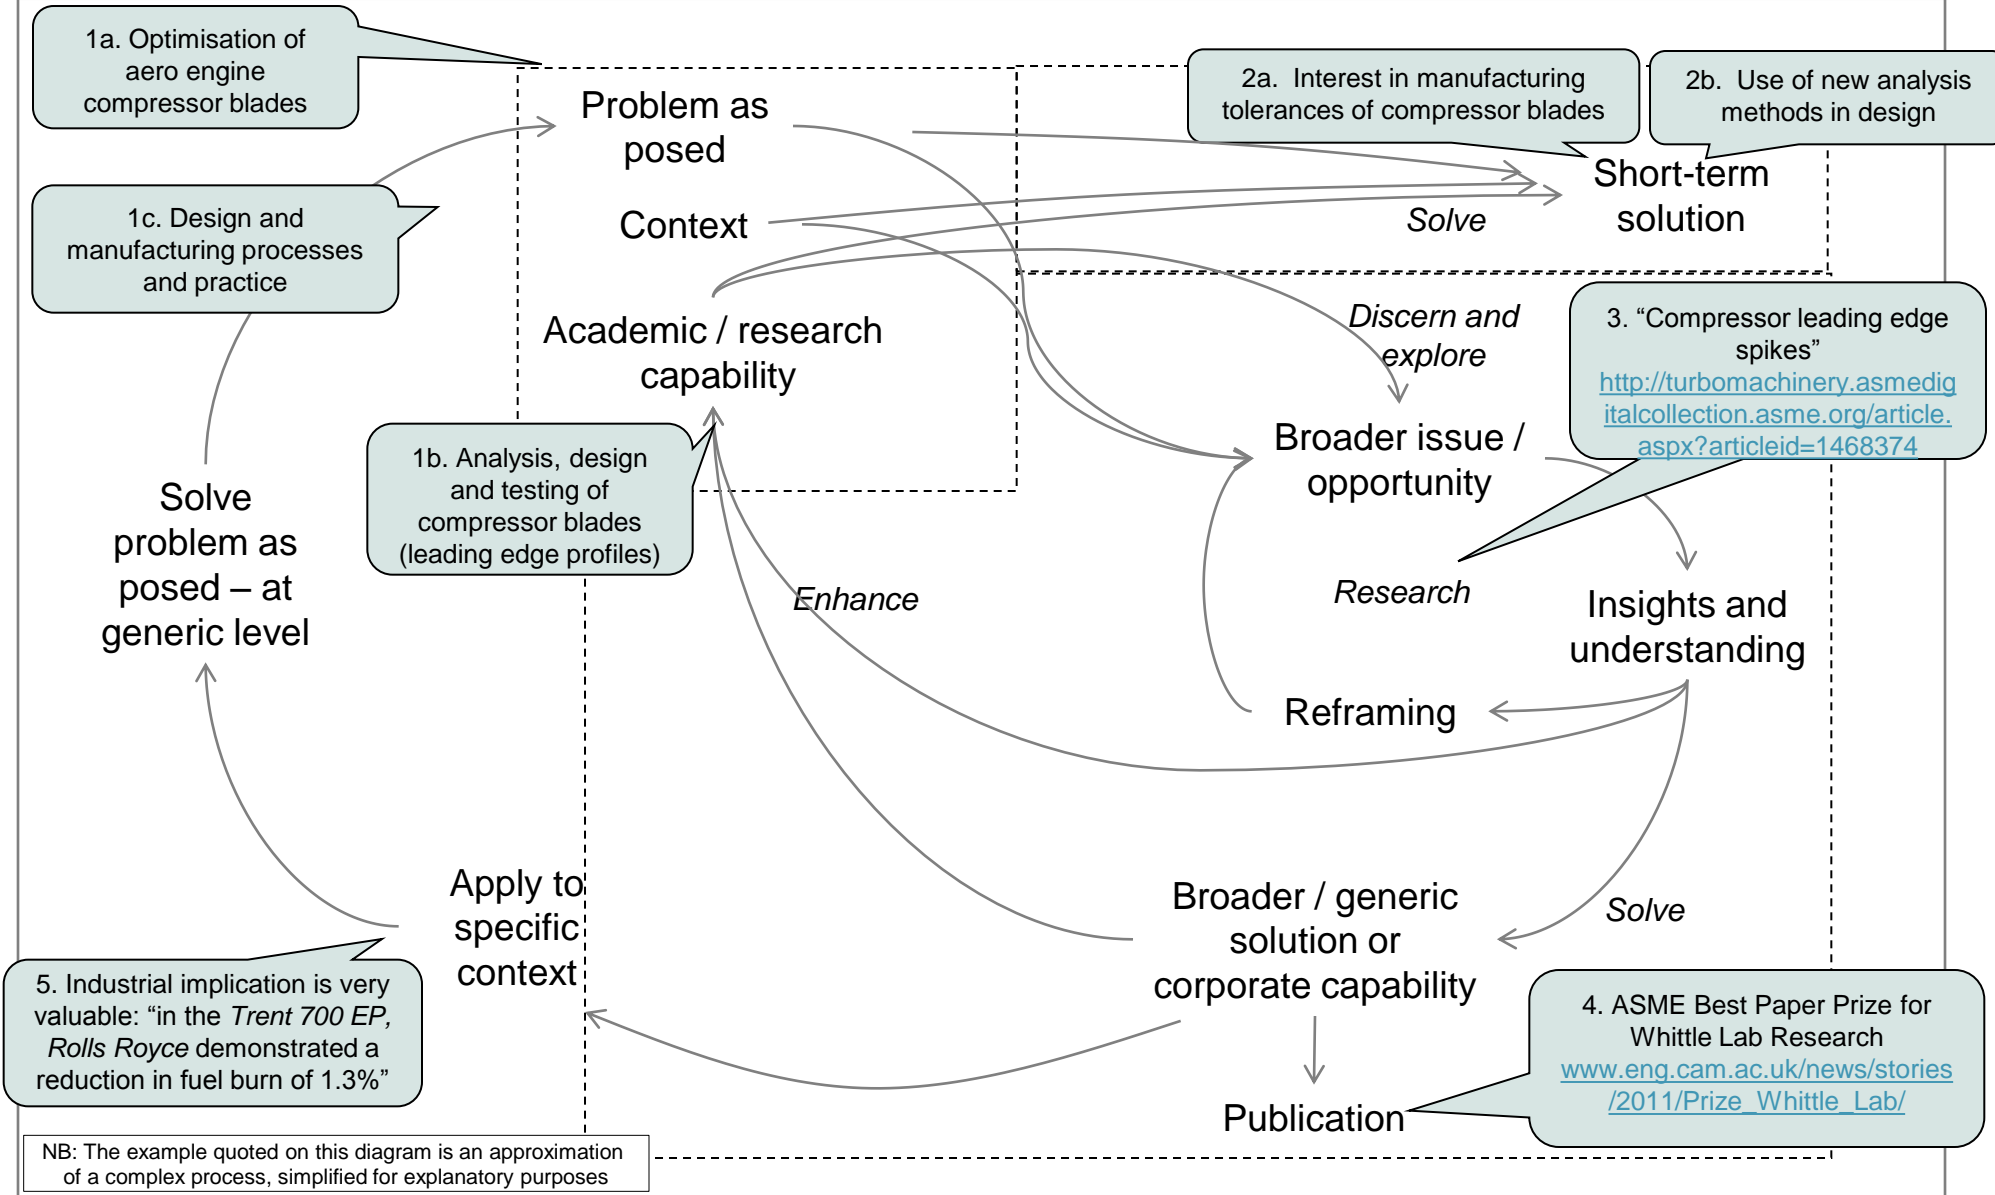 1a. Optimisation of
aero engine
compressor blades
Problem as
posed
2a.  Interest in manufacturing
tolerances of compressor blades
2b.  Use of new analysis
methods in design
Short-term
solution
1c. Design and
manufacturing processes
and practice
Context
Solve
Academic / research
capability
Discern and
explore
3. “Compressor leading edge
spikes”
http://turbomachinery.asmedig
italcollection.asme.org/article.
aspx?articleid=1468374
Broader issue /
opportunity
1b. Analysis, design
and testing of
compressor blades
(leading edge profiles)
Solve
problem as
posed – at
generic level
Enhance
Research
Insights and
understanding
Reframing
Apply to
specific
context
Broader / generic
solution or
corporate capability
Solve
5. Industrial implication is very
valuable: “in the Trent 700 EP,
Rolls Royce demonstrated a
reduction in fuel burn of 1.3%”
4. ASME Best Paper Prize for
Whittle Lab Research
www.eng.cam.ac.uk/news/stories
/2011/Prize_Whittle_Lab/
Publication
NB: The example quoted on this diagram is an approximation
of a complex process, simplified for explanatory purposes